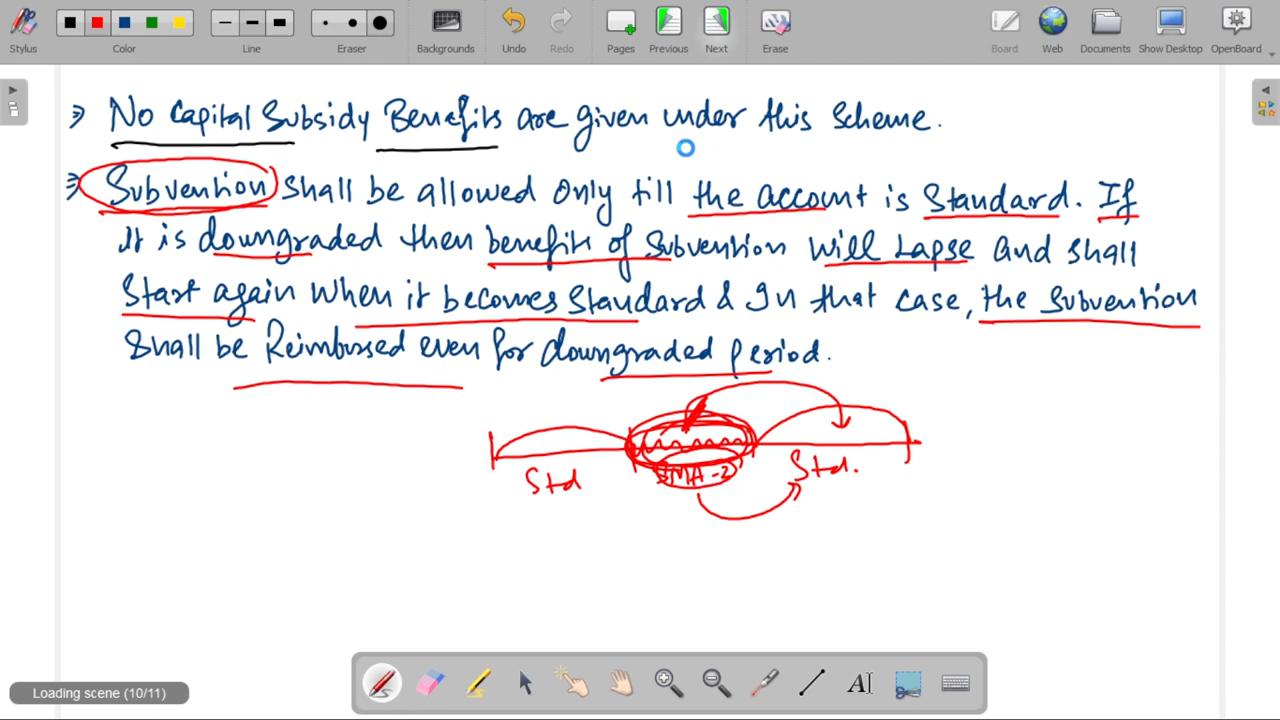 Stylus
Color
Line
Eraser
Backgrounds
Undo
Redo
Pages
Previous
Next
Erase
Board
Web
Documents
Show Desktop
OpenBoard
No Capital Subsidy Benefits are given under this Scheme.
Subvention shall be allowed only till the account is Standard. If
it is downgraded then benefits of Subvention will Lapse and shall
Start again when it becomes Standard & In that case, the Subvention
shall be Reimbursed even for downgraded period.
Std
SMA-2
Std.
Loading scene (10/11)